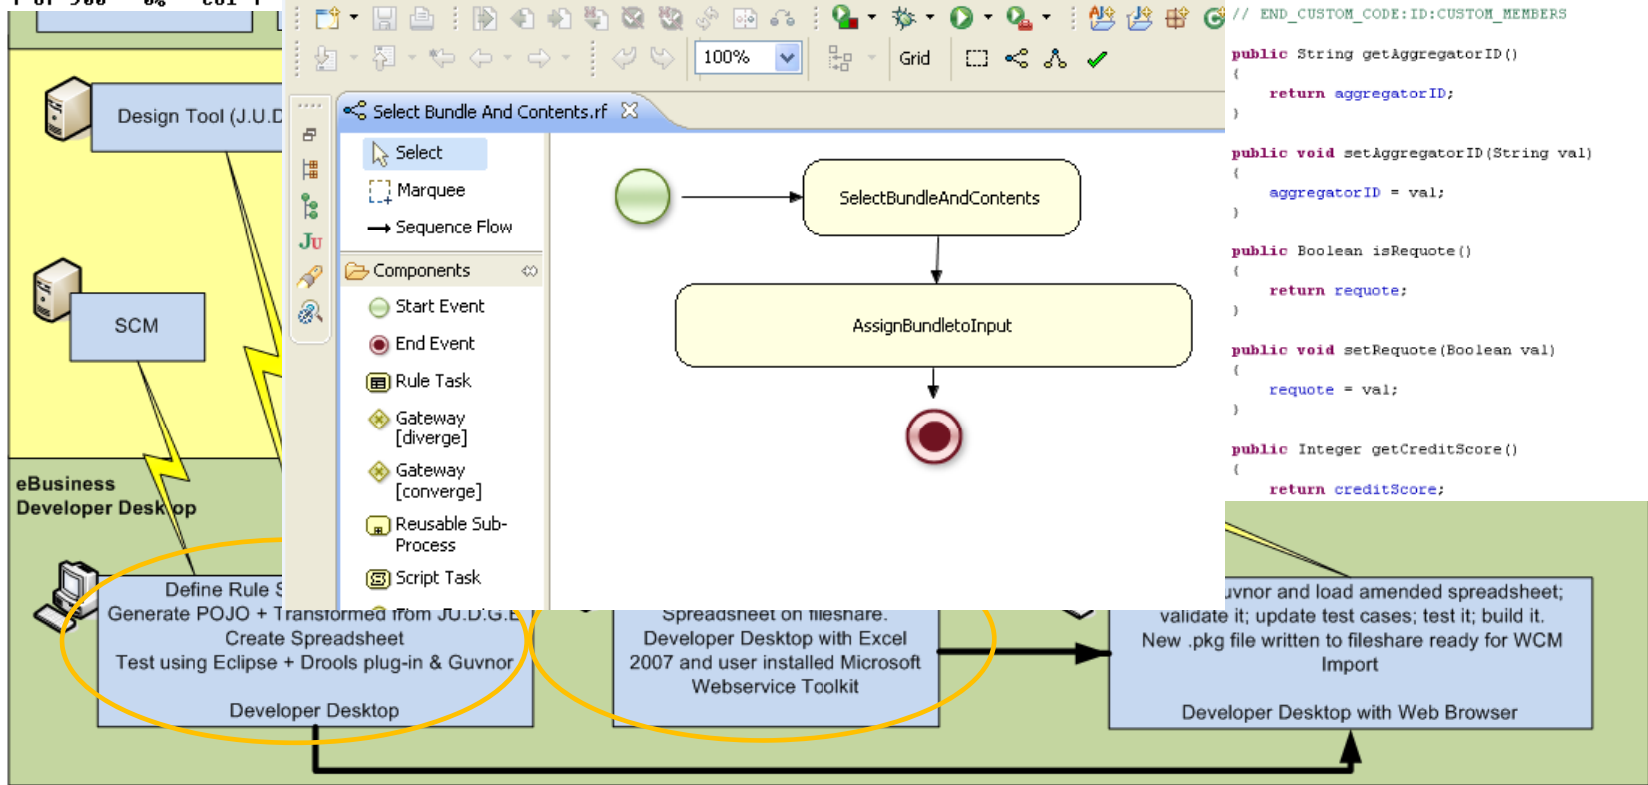 Design Tool (J.U.D
SCM
eBusiness
Developer Desktop
100%
Grid
Select Bundle And Contents.rf
Select
Marquee
Sequence Flow
Components
Start Event
End Event
Rule Task
Gateway
[diverge]
Gateway
[converge]
Reusable Sub-
Process
Script Task
SelectBundleAndContents
AssignBundletoInput
// END_CUSTOM_CODE:ID:CUSTOM_MEMBERS
public String getAggregatorID()
{
return aggregatorID;
}
public void setAggregatorID(String val)
{
aggregatorID = val;
}
public Boolean isRequote()
{
return requote;
}
public void setRequote(Boolean val)
{
requote = val;
}
public Integer getCreditScore()
{
return creditScore;
Define Rule S
Generate POJO + Transformed from JU.D.G.E
Create Spreadsheet
Test using Eclipse + Drools plug-in & Guvnor
Developer Desktop
Spreadsheet on fileshare.
Developer Desktop with Excel
2007 and user installed Microsoft
Webservice Toolkit
uvnor and load amended spreadsheet;
validate it; update test cases; test it; build it.
New .pkg file written to fileshare ready for WCM
Import
Developer Desktop with Web Browser